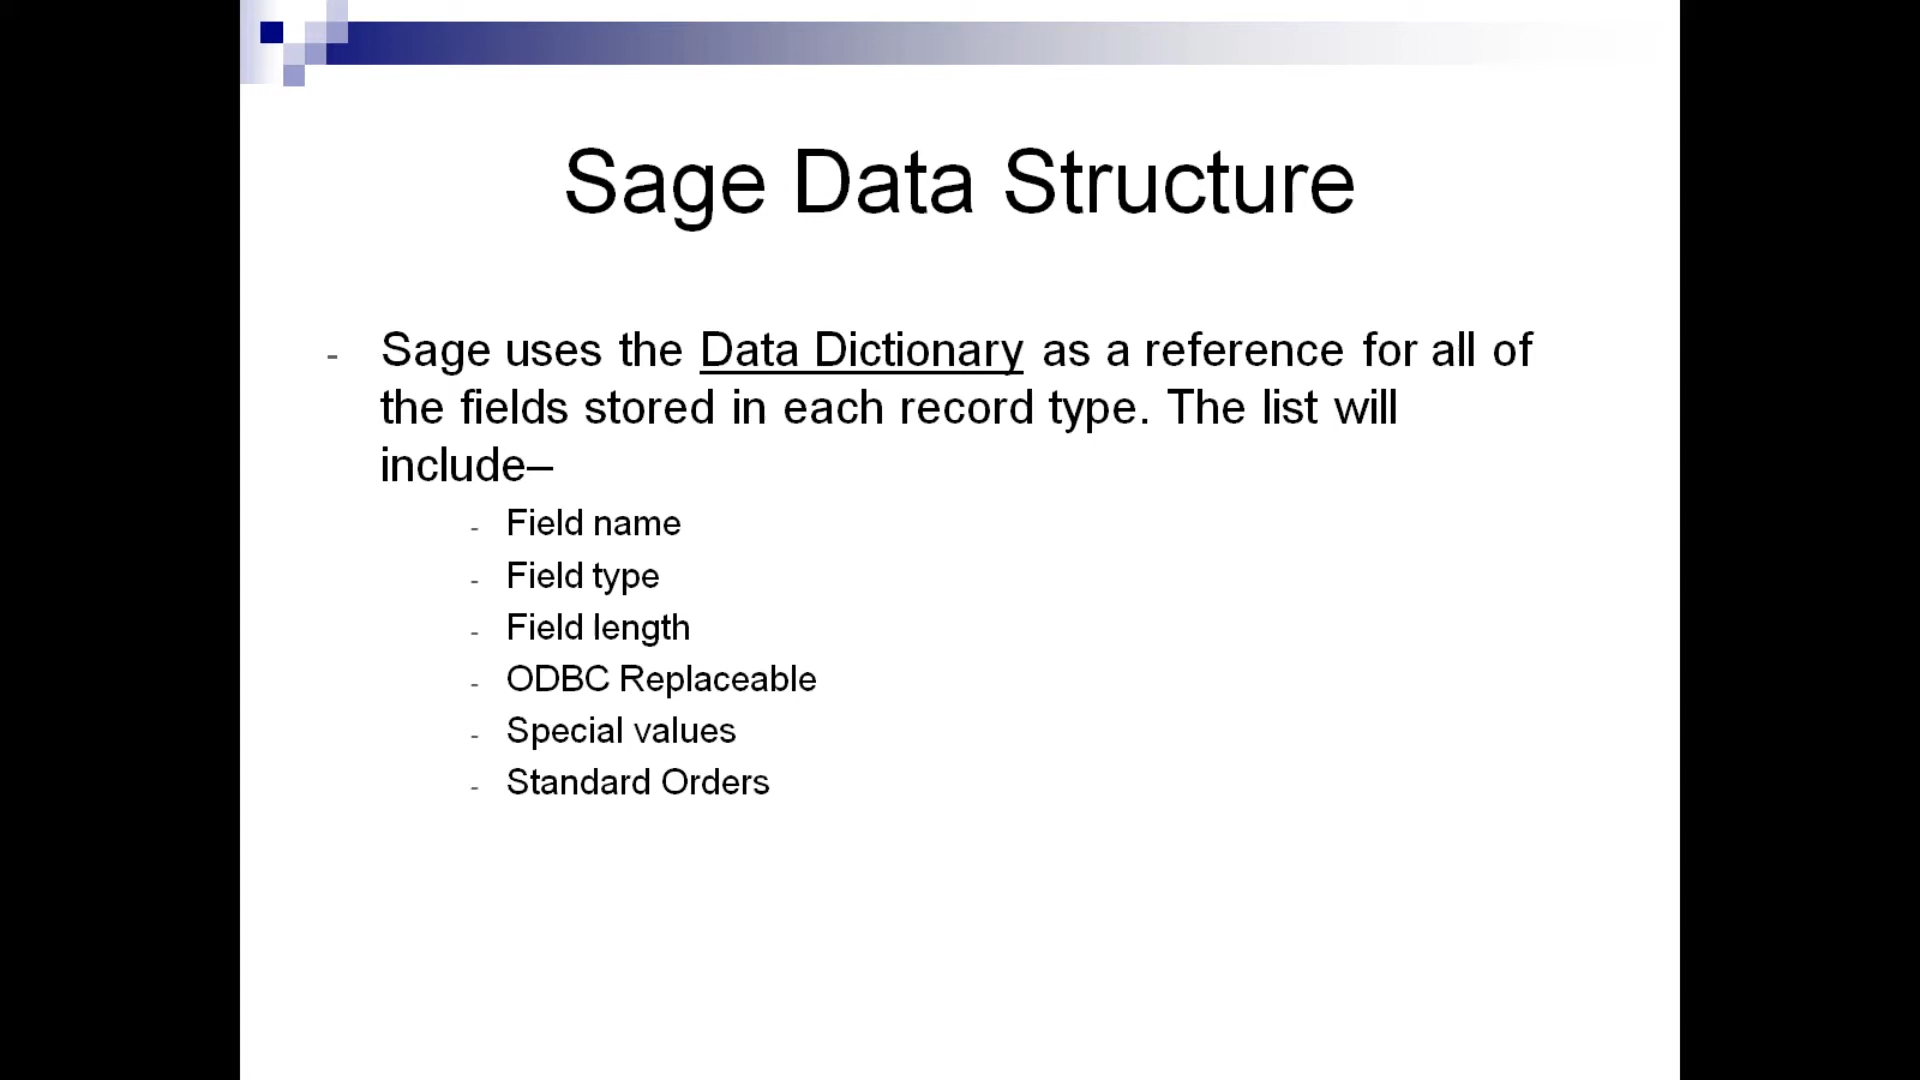 Sage Data Structure
- Sage uses the Data Dictionary as a reference for all of
the fields stored in each record type. The list will
include–
- Field name
- Field type
- Field length
- ODBC Replaceable
- Special values
- Standard Orders